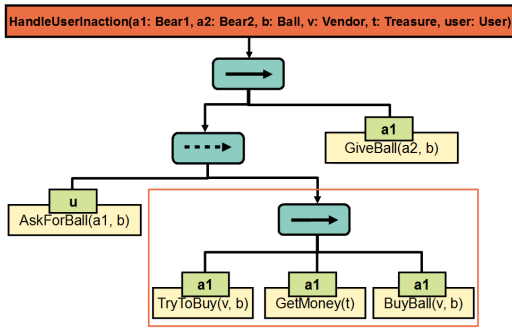 HandleUserInaction(a1: Bear1, a2: Bear2, b: Ball, v: Vendor, t: Treasure, user: User)
a1
GiveBall(a2, b)
u
AskForBall(a1, b)
a1
TryToBuy(v, b)
a1
GetMoney(t)
a1
BuyBall(v, b)